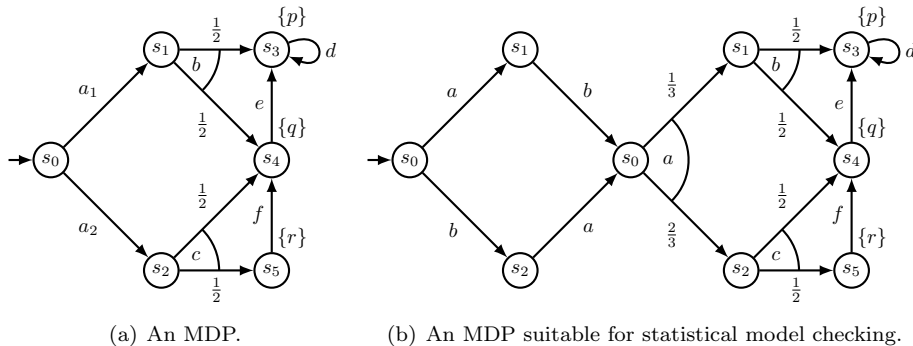 {p} {p}
s₁ ½ s₃ d s₁ s₁ ½ s₃ d
b b
a₁ e a b ⅓ e
½ {q} ½ {q}
s₀ s₄ s₀ s₀ a s₄
½ ½
a₂ f b a ⅔ f
c {r} c {r}
s₂ s₅ s₂ s₂ s₅
½ ½
(a) An MDP. (b) An MDP suitable for statistical model checking.